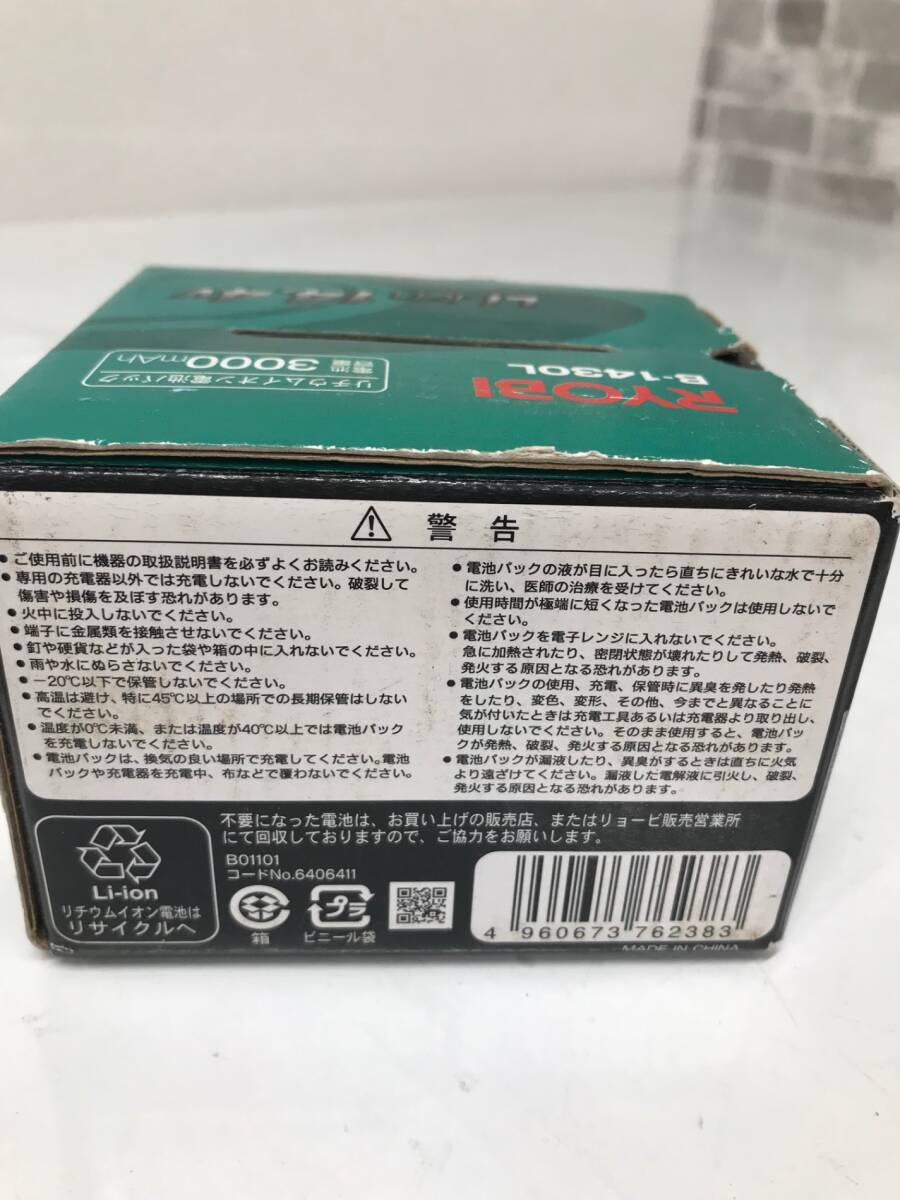 Li-ion 14.4V
リチウムイオン電池パック
電池容量 3000mAh
RYOBI
B-1430L
警告
●ご使用前に機器の取扱説明書を必ずよくお読みください。
●専用の充電器以外では充電しないでください。破裂して
傷害や損傷を及ぼす恐れがあります。
●火中に投入しないでください。
●端子に金属類を接触させないでください。
●釘や硬貨などが入った袋や箱の中に入れないでください。
●雨や水にぬらさないでください。
●−20℃以下で保管しないでください。
●高温は避け、特に45℃以上の場所での長期保管はしない
でください。
●温度が0℃未満、または温度が40℃以上では電池パック
を充電しないでください。
●電池パックは、換気の良い場所で充電してください。電池
パックや充電器を充電中、布などで覆わないでください。
●電池パックの液が目に入ったら直ちにきれいな水で十分
に洗い、医師の治療を受けてください。
●使用時間が極端に短くなった電池パックは使用しないで
ください。
●電池パックを電子レンジに入れないでください。
急に加熱されたり、密閉状態が壊れたりして発熱、破裂、
発火する原因となる恐れがあります。
●電池パックの使用、充電、保管時に異臭を発したり発熱
をしたり、変色、変形、その他、今までと異なることに
気が付いたときは充電工具あるいは充電器より取り出し、
使用しないでください。そのまま使用すると、電池パッ
クが発熱、破裂、発火する原因となる恐れがあります。
●電池パックが漏液したり、異臭がするときは直ちに火気
より遠ざけてください。漏液した電解液に引火し、破裂、
発火する原因となる恐れがあります。
不要になった電池は、お買い上げの販売店、またはリョービ販売営業所
にて回収しておりますので、ご協力をお願いします。
B01101
コードNo.6406411
Li-ion
リチウムイオン電池は
リサイクルへ
箱
プラ
ビニール袋
4 960673 762383
MADE IN CHINA